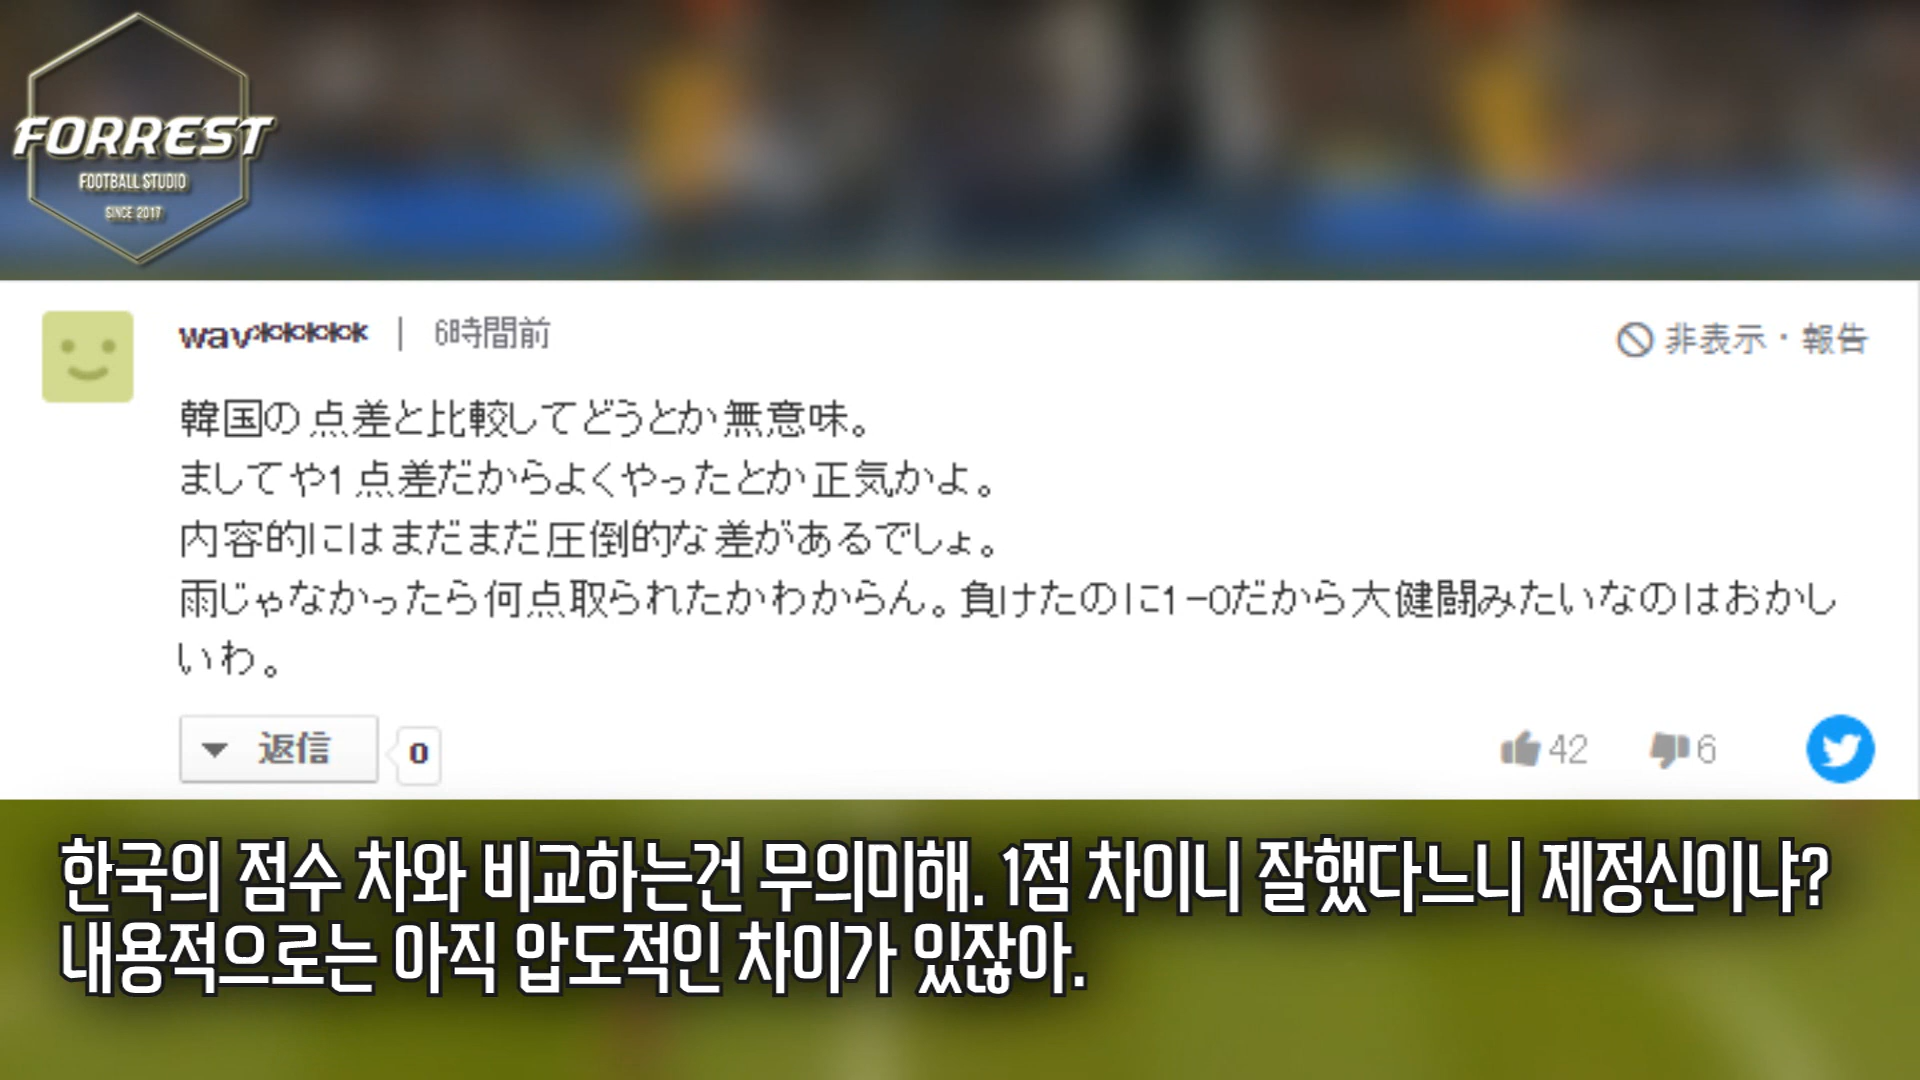 FORREST
FOOTBALL STUDIO
SINCE 2017
wav***** | 6時間前
非表示・報告
韓国の点差と比較してどうとか無意味。
ましてや1点差だからよくやったとか正気かよ。
内容的にはまだまだ圧倒的な差があるでしょ。
雨じゃなかったら何点取られたかわからん。負けたのに1-0だから大健闘みたいなのはおかし
いわ。
返信 0
42 6
한국의 점수 차와 비교하는건 무의미해. 1점 차이니 잘했다느니 제정신이냐?
내용적으로는 아직 압도적인 차이가 있잖아.